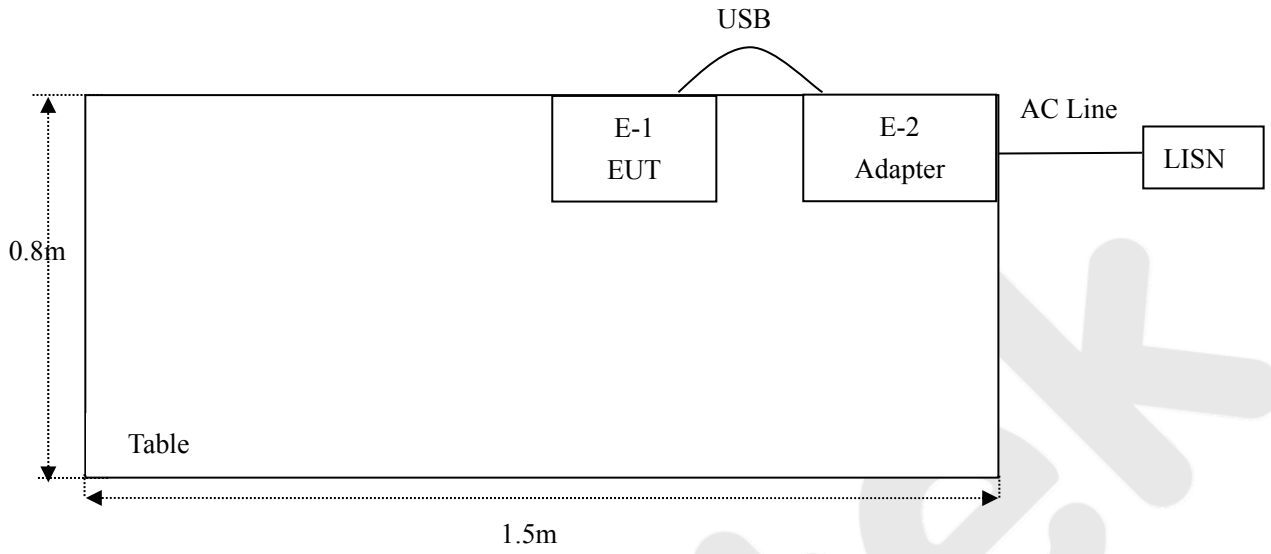 USB
E-1
EUT
E-2
Adapter
AC Line
LISN
0.8m
Table
1.5m